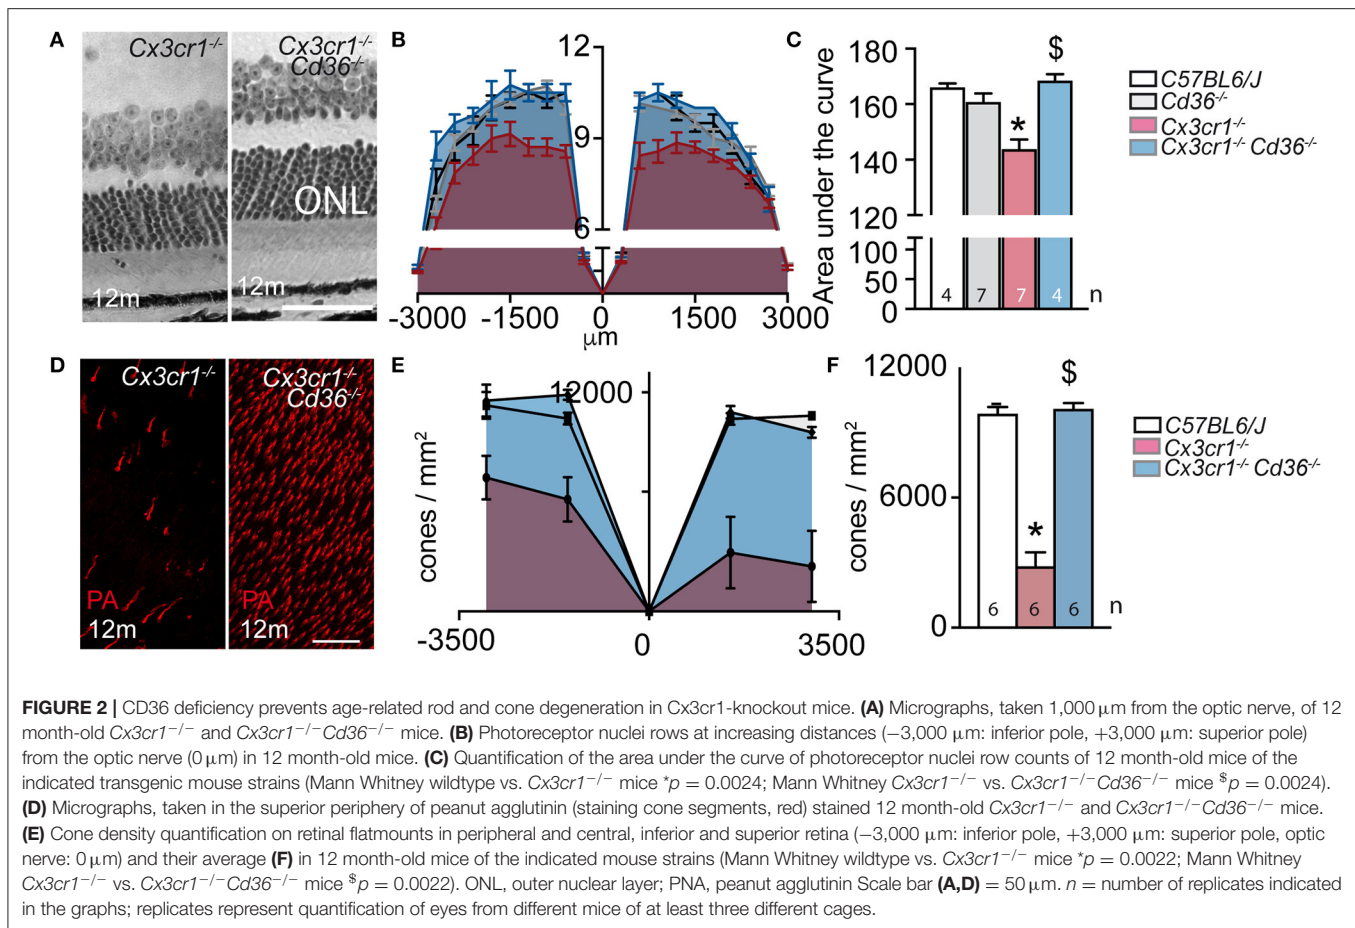 A
Cx3cr1-/-
12m
Cx3cr1-/-
Cd36-/-
ONL
12m
B
12
9
6
-3000
-1500
0
1500
3000
μm
C
Area under the curve
180
160
140
120
100
50
0
*
$
4
7
7
4
n
C57BL6/J
Cd36-/-
Cx3cr1-/-
Cx3cr1-/- Cd36-/-
D
Cx3cr1-/-
PA
12m
Cx3cr1-/-
Cd36-/-
PA
12m
E
cones / mm²
12000
-3500
0
3500
F
cones / mm²
12000
6000
0
*
$
6
6
6
n
C57BL6/J
Cx3cr1-/-
Cx3cr1-/- Cd36-/-
FIGURE 2 | CD36 deficiency prevents age-related rod and cone degeneration in Cx3cr1-knockout mice. (A) Micrographs, taken 1,000 μm from the optic nerve, of 12
month-old Cx3cr1−/− and Cx3cr1−/−Cd36−/− mice. (B) Photoreceptor nuclei rows at increasing distances (−3,000 μm: inferior pole, +3,000 μm: superior pole)
from the optic nerve (0 μm) in 12 month-old mice. (C) Quantification of the area under the curve of photoreceptor nuclei row counts of 12 month-old mice of the
indicated transgenic mouse strains (Mann Whitney wildtype vs. Cx3cr1−/− mice *p = 0.0024; Mann Whitney Cx3cr1−/− vs. Cx3cr1−/−Cd36−/− mice $p = 0.0024).
(D) Micrographs, taken in the superior periphery of peanut agglutinin (staining cone segments, red) stained 12 month-old Cx3cr1−/− and Cx3cr1−/−Cd36−/− mice.
(E) Cone density quantification on retinal flatmounts in peripheral and central, inferior and superior retina (−3,000 μm: inferior pole, +3,000 μm: superior pole, optic
nerve: 0 μm) and their average (F) in 12 month-old mice of the indicated mouse strains (Mann Whitney wildtype vs. Cx3cr1−/− mice *p = 0.0022; Mann Whitney
Cx3cr1−/− vs. Cx3cr1−/−Cd36−/− mice $p = 0.0022). ONL, outer nuclear layer; PNA, peanut agglutinin Scale bar (A,D) = 50 μm. n = number of replicates indicated
in the graphs; replicates represent quantification of eyes from different mice of at least three different cages.